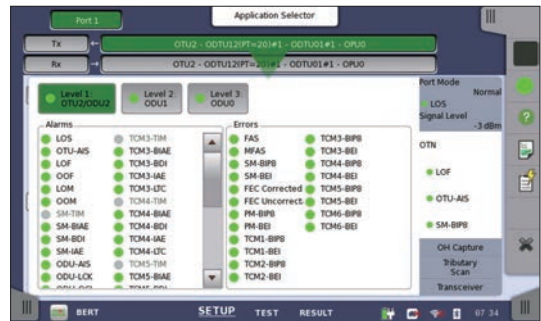 Port 1
Application Selector
Tx
OTU2 - ODTU12(PT=20)#1 - ODTU01#1 - OPU0
Rx
OTU2 - ODTU12(PT=20)#1 - ODTU01#1 - OPU0
Level 1:
OTU2/ODU2
Level 2:
ODU1
Level 3:
ODU0
Port Mode
Normal
LOS
Signal Level
-3 dBm
Alarms
LOS
OTU-AIS
LOF
OOF
LOM
OOM
SM-TIM
SM-BIAE
SM-BDI
SM-IAE
ODU-AIS
ODU-LCK
TCM3-TIM
TCM3-BIAE
TCM3-BDI
TCM3-IAE
TCM3-LTC
TCM4-TIM
TCM4-BIAE
TCM4-BDI
TCM4-IAE
TCM4-LTC
TCM5-TIM
TCM5-BIAE
Errors
FAS
MFAS
SM-BIP8
SM-BEI
FEC Corrected
FEC Uncorrect
PM-BIP8
PM-BEI
TCM1-BIP8
TCM1-BEI
TCM2-BIP8
TCM2-BEI
TCM3-BIP8
TCM3-BEI
TCM4-BIP8
TCM4-BEI
TCM5-BIP8
TCM5-BEI
TCM6-BIP8
TCM6-BEI
OTN
LOF
OTU-AIS
SM-BIP8
OH Capture
Tributary
Scan
Transceiver
BERT
SETUP
TEST
RESULT
07 34